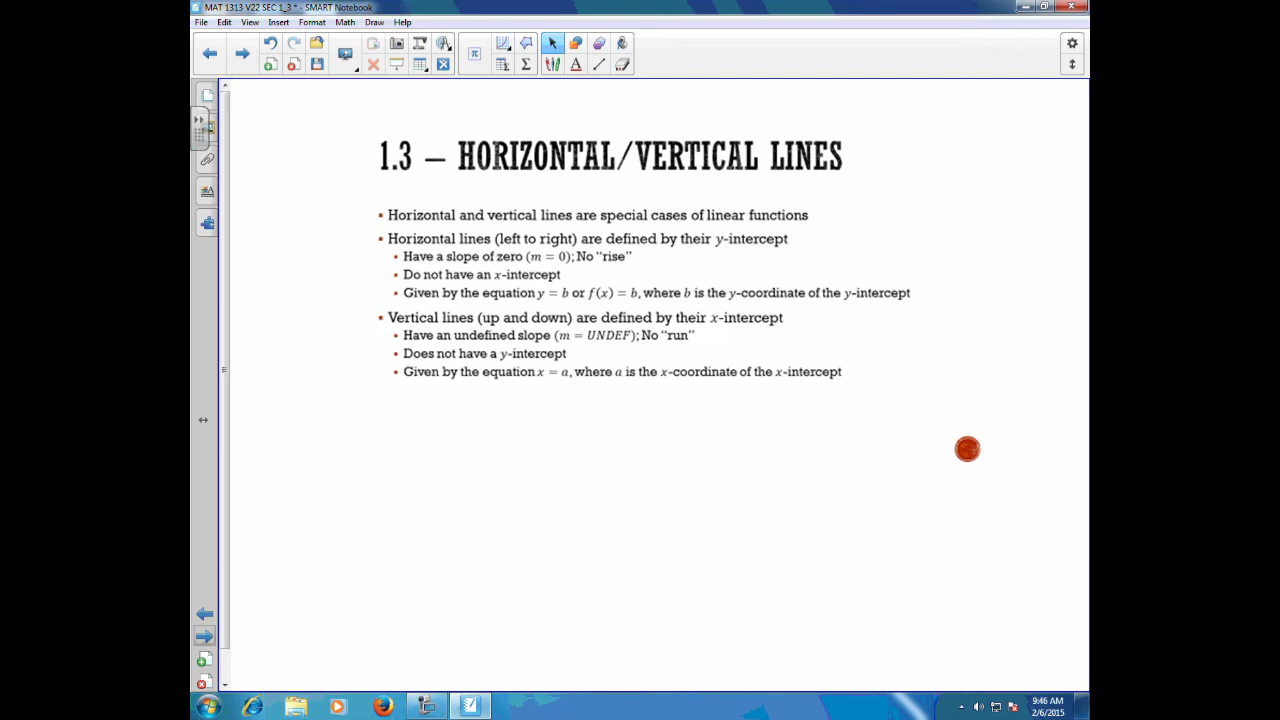 MAT 1313 V22 SEC 1_3 * - SMART Notebook
File Edit View Insert Format Math Draw Help
1.3 – HORIZONTAL/VERTICAL LINES
▪ Horizontal and vertical lines are special cases of linear functions
▪ Horizontal lines (left to right) are defined by their y-intercept
▪ Have a slope of zero (m = 0); No “rise”
▪ Do not have an x-intercept
▪ Given by the equation y = b or f(x) = b, where b is the y-coordinate of the y-intercept
▪ Vertical lines (up and down) are defined by their x-intercept
▪ Have an undefined slope (m = UNDEF); No “run”
▪ Does not have a y-intercept
▪ Given by the equation x = a, where a is the x-coordinate of the x-intercept
9:46 AM
2/6/2015